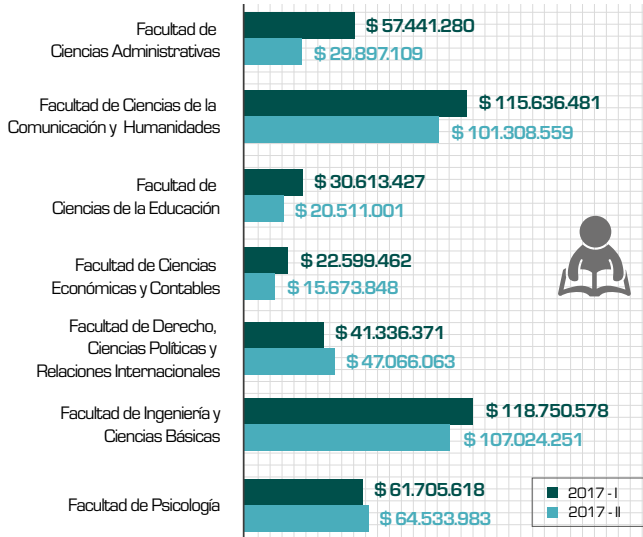 Facultad de
Ciencias Administrativas
$ 57.441.280
$ 29.897.109
Facultad de Ciencias de la
Comunicación y Humanidades
$ 115.636.481
$ 101.308.559
Facultad de
Ciencias de la Educación
$ 30.613.427
$ 20.511.001
Facultad de Ciencias
Económicas y Contables
$ 22.599.462
$ 15.673.848
Facultad de Derecho,
Ciencias Políticas y
Relaciones Internacionales
$ 41.336.371
$ 47.066.063
Facultad de Ingeniería y
Ciencias Básicas
$ 118.750.578
$ 107.024.251
Facultad de Psicología
$ 61.705.618
$ 64.533.983
2017 - I
2017 - II